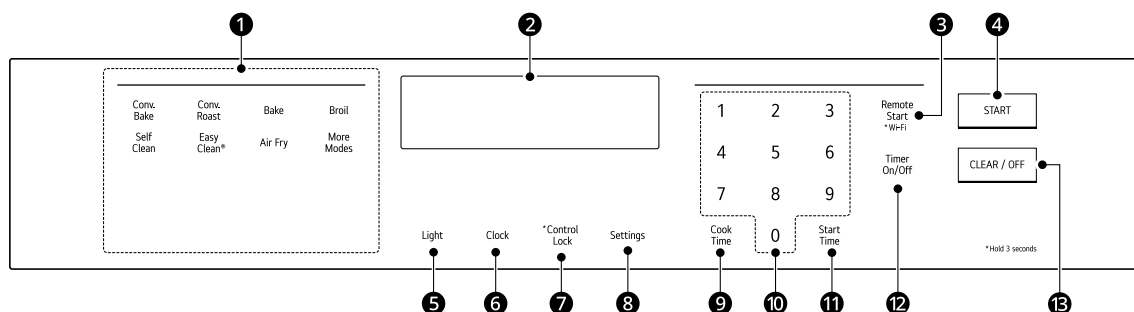 1
2
3
4
Conv.
Bake
Conv.
Roast
Bake
Broil
Self
Clean
Easy
Clean®
Air Fry
More
Modes
1 2 3
4 5 6
7 8 9
0
Remote
Start
*Wi-Fi
START
Timer
On/Off
CLEAR / OFF
Light
Clock
*Control
Lock
Settings
Cook
Time
Start
Time
*Hold 3 seconds
5
6
7
8
9
10
11
12
13